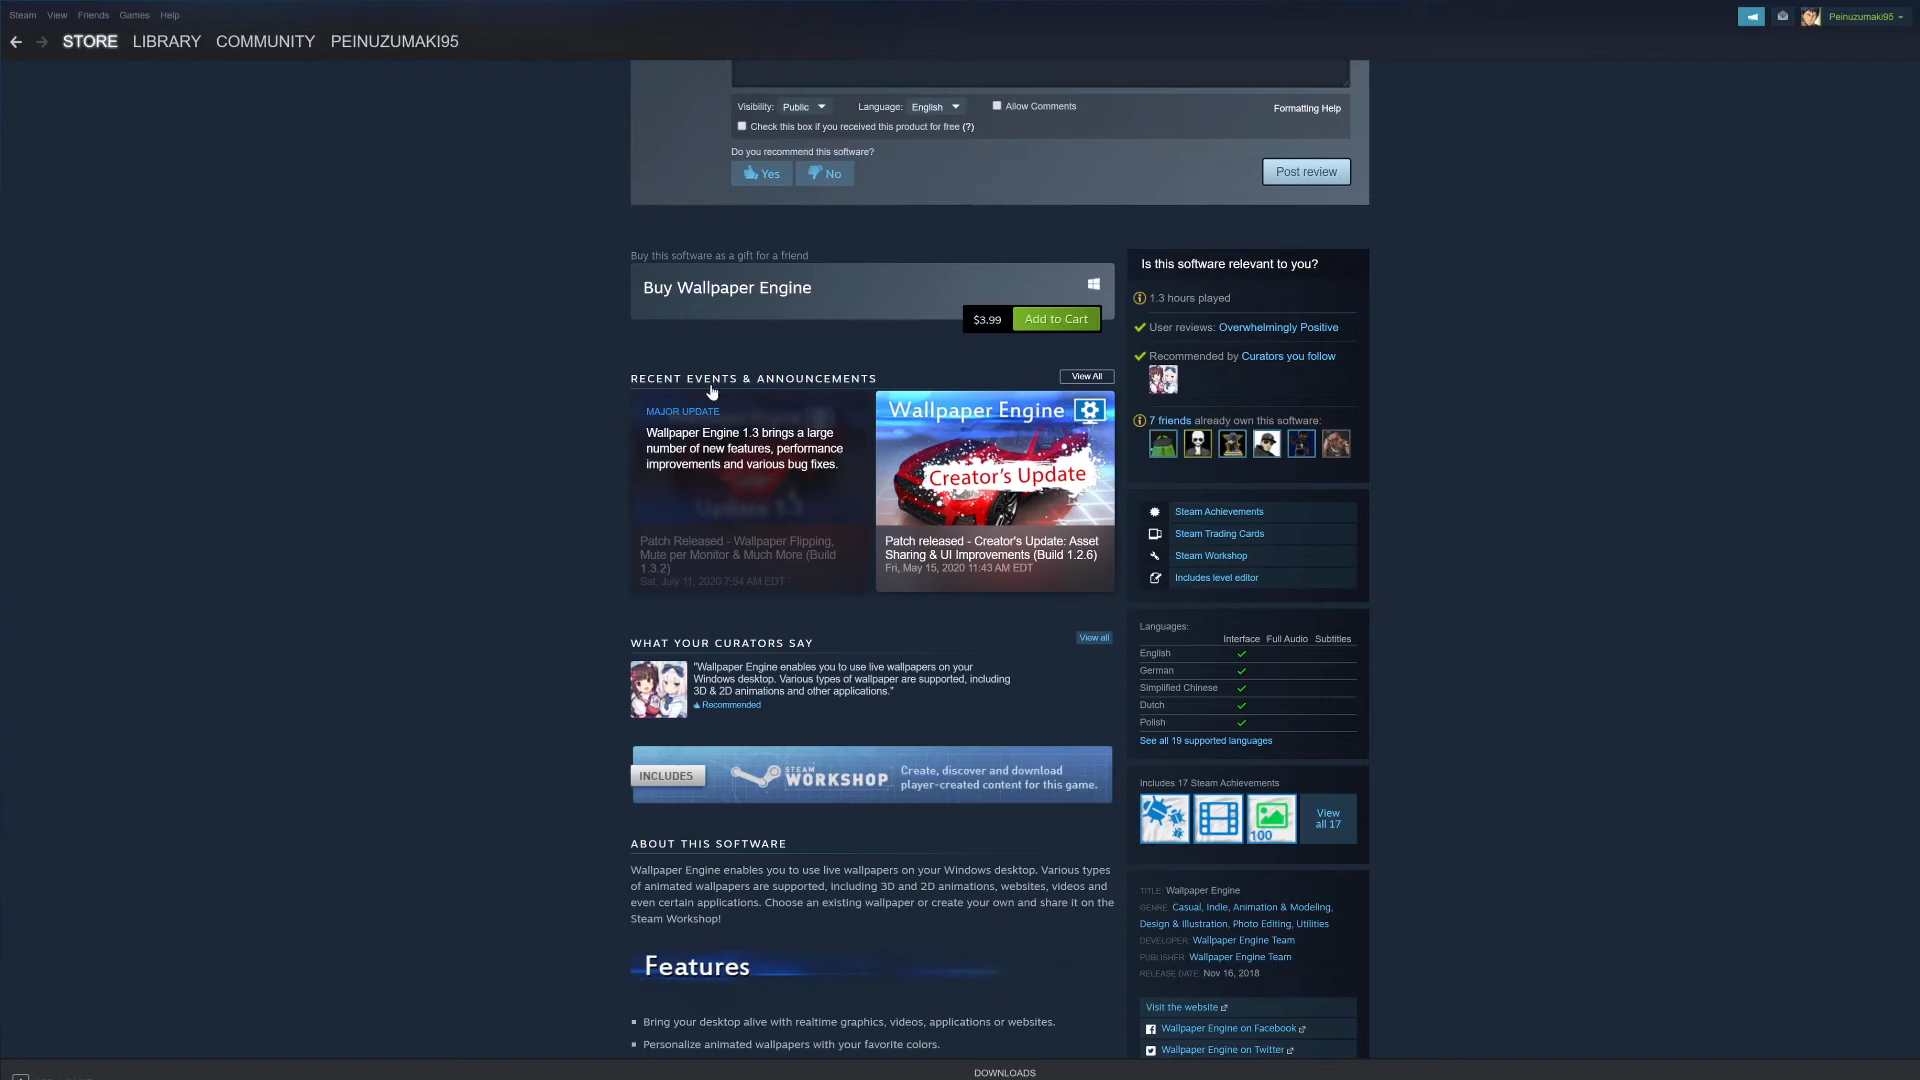 Steam View Friends Games Help
Peinuzumaki95
STORE LIBRARY COMMUNITY PEINUZUMAKI95
Visibility: Public Language: English Allow Comments Formatting Help
Check this box if you received this product for free (?)
Do you recommend this software?
Yes No Post review
Buy this software as a gift for a friend
Buy Wallpaper Engine
$3.99 Add to Cart
RECENT EVENTS & ANNOUNCEMENTS View All
MAJOR UPDATE
Wallpaper Engine 1.3 brings a large
number of new features, performance
improvements and various bug fixes.
Update 1.3
Patch Released - Wallpaper Flipping,
Mute per Monitor & Much More (Build
1.3.2)
Sat, July 11, 2020 7:54 AM EDT
Wallpaper Engine
Creator's Update
Patch released - Creator's Update: Asset
Sharing & UI Improvements (Build 1.2.6)
Fri, May 15, 2020 11:43 AM EDT
WHAT YOUR CURATORS SAY View all
"Wallpaper Engine enables you to use live wallpapers on your
Windows desktop. Various types of wallpaper are supported, including
3D & 2D animations and other applications."
Recommended
INCLUDES
STEAM
WORKSHOP
Create, discover and download
player-created content for this game.
ABOUT THIS SOFTWARE
Wallpaper Engine enables you to use live wallpapers on your Windows desktop. Various types
of animated wallpapers are supported, including 3D and 2D animations, websites, videos and
even certain applications. Choose an existing wallpaper or create your own and share it on the
Steam Workshop!
Features
Bring your desktop alive with realtime graphics, videos, applications or websites.
Personalize animated wallpapers with your favorite colors.
Is this software relevant to you?
1.3 hours played
User reviews: Overwhelmingly Positive
Recommended by Curators you follow
7 friends already own this software:
Steam Achievements
Steam Trading Cards
Steam Workshop
Includes level editor
Languages:
Interface Full Audio Subtitles
English
German
Simplified Chinese
Dutch
Polish
See all 19 supported languages
Includes 17 Steam Achievements
100
View
all 17
TITLE: Wallpaper Engine
GENRE: Casual, Indie, Animation & Modeling,
Design & Illustration, Photo Editing, Utilities
DEVELOPER: Wallpaper Engine Team
PUBLISHER: Wallpaper Engine Team
RELEASE DATE: Nov 16, 2018
Visit the website
Wallpaper Engine on Facebook
Wallpaper Engine on Twitter
DOWNLOADS